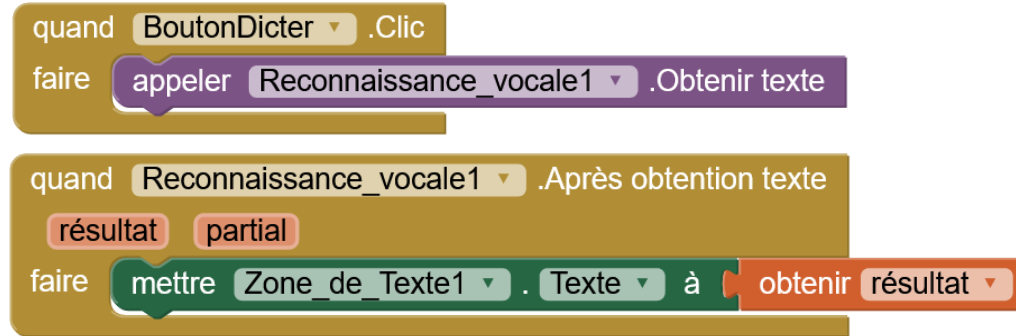 quand BoutonDicter .Clic
faire appeler Reconnaissance_vocale1 .Obtenir texte
quand Reconnaissance_vocale1 .Après obtention texte
résultat partial
faire mettre Zone_de_Texte1 . Texte à obtenir résultat